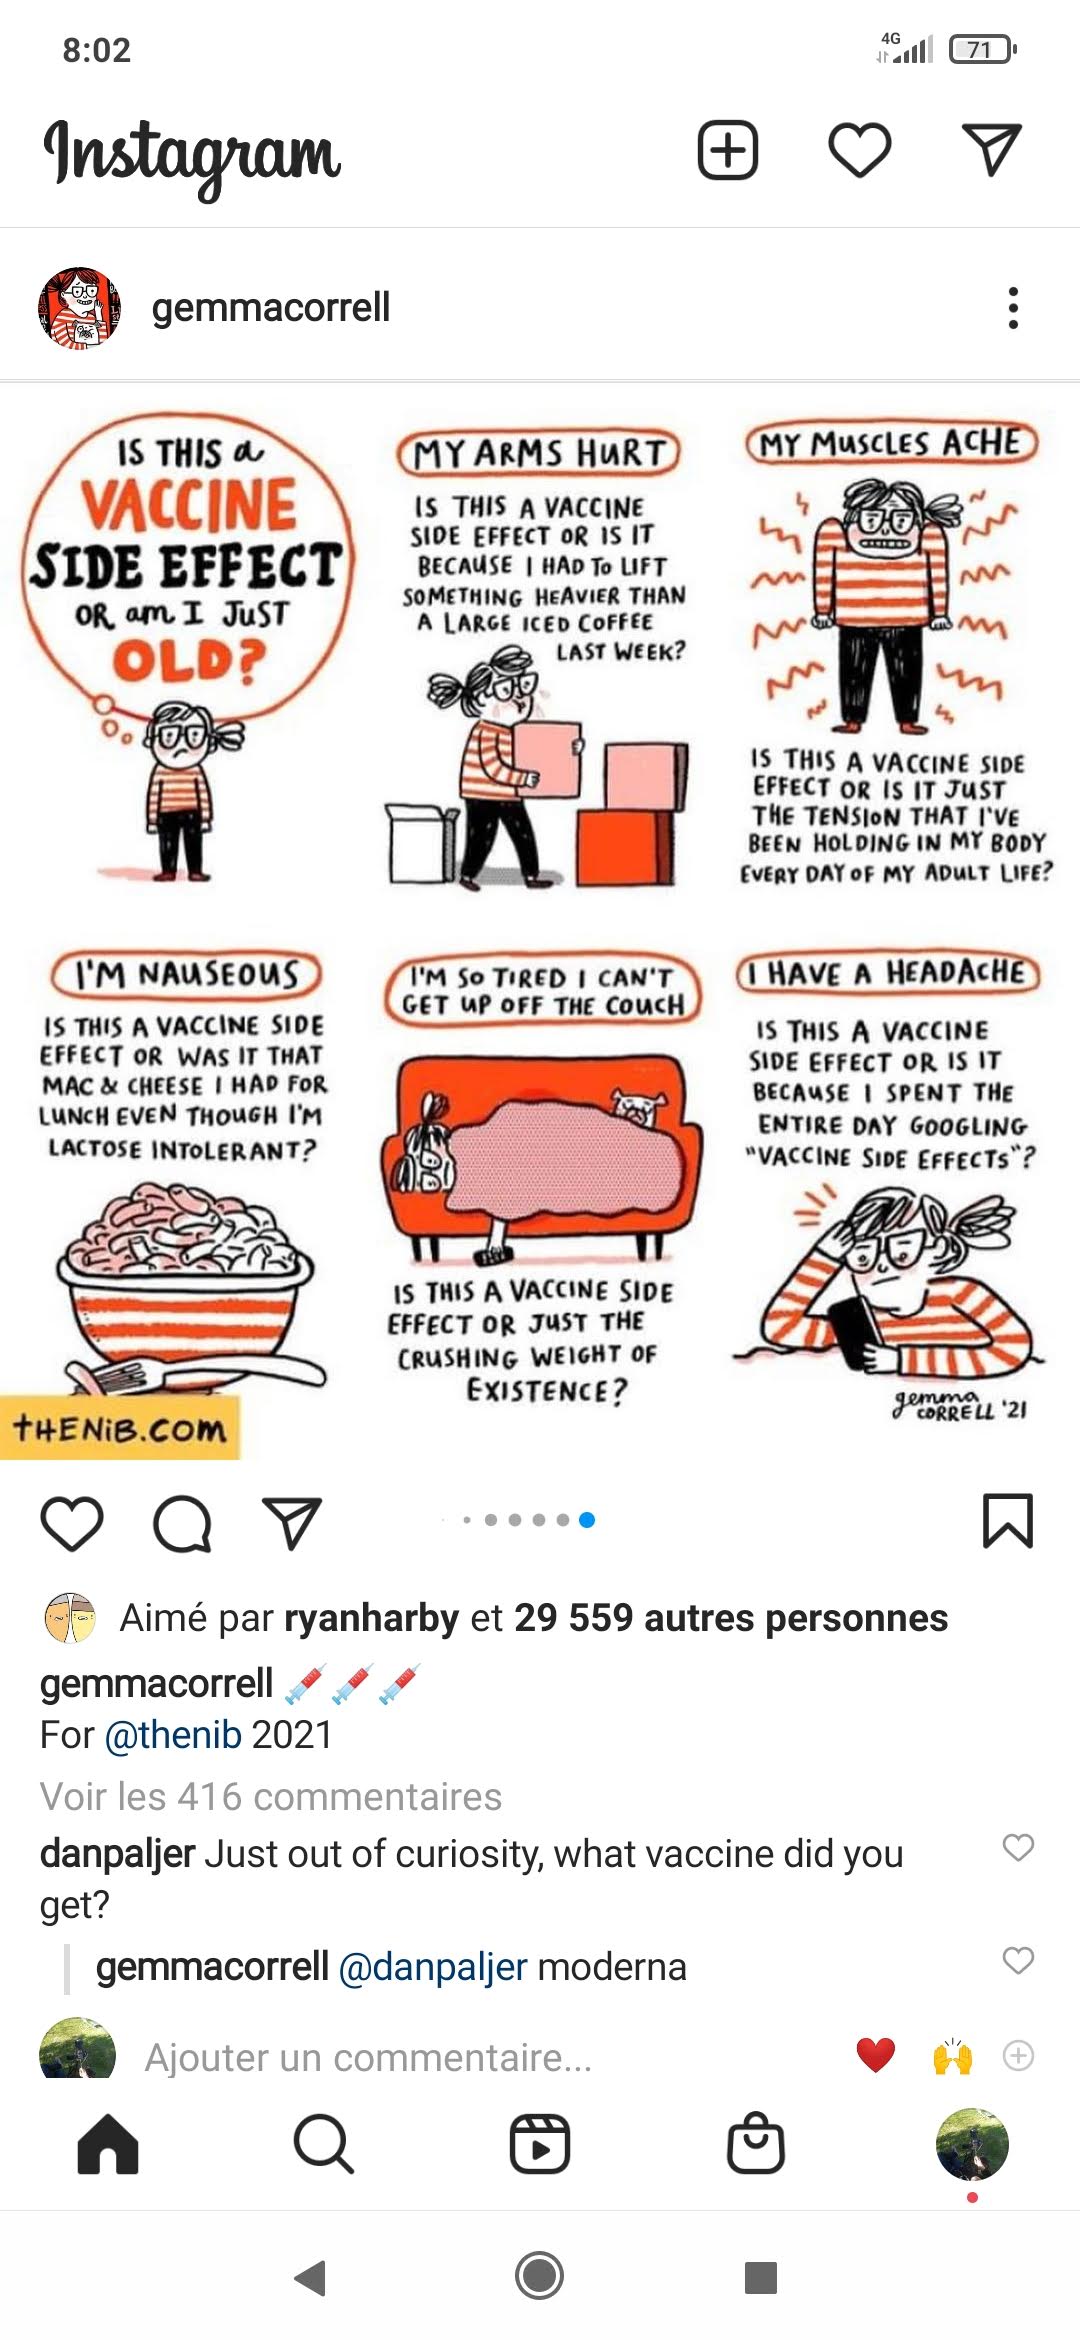 8:02
4G
71
Instagram
gemmacorrell
IS THIS a
VACCINE
SIDE EFFECT
OR am I JUST
OLD?
MY ARMS HURT
IS THIS A VACCINE
SIDE EFFECT OR IS IT
BECAUSE I HAD TO LIFT
SOMETHING HEAVIER THAN
A LARGE ICED COFFEE
LAST WEEK?
MY MUSCLES ACHE
IS THIS A VACCINE SIDE
EFFECT OR IS IT JUST
THE TENSION THAT I'VE
BEEN HOLDING IN MY BODY
EVERY DAY OF MY ADULT LIFE?
I'M NAUSEOUS
IS THIS A VACCINE SIDE
EFFECT OR WAS IT THAT
MAC & CHEESE I HAD FOR
LUNCH EVEN THOUGH I'M
LACTOSE INTOLERANT?
I'M SO TIRED I CAN'T
GET UP OFF THE COUCH
IS THIS A VACCINE SIDE
EFFECT OR JUST THE
CRUSHING WEIGHT OF
EXISTENCE?
I HAVE A HEADACHE
IS THIS A VACCINE
SIDE EFFECT OR IS IT
BECAUSE I SPENT THE
ENTIRE DAY GOOGLING
"VACCINE SIDE EFFECTS"?
gemma
CORRELL '21
THENIB.COM
Aimé par ryanharby et 29 559 autres personnes
gemmacorrell 💉💉💉
For @thenib 2021
Voir les 416 commentaires
danpaljer Just out of curiosity, what vaccine did you
get?
gemmacorrell @danpaljer moderna
Ajouter un commentaire...